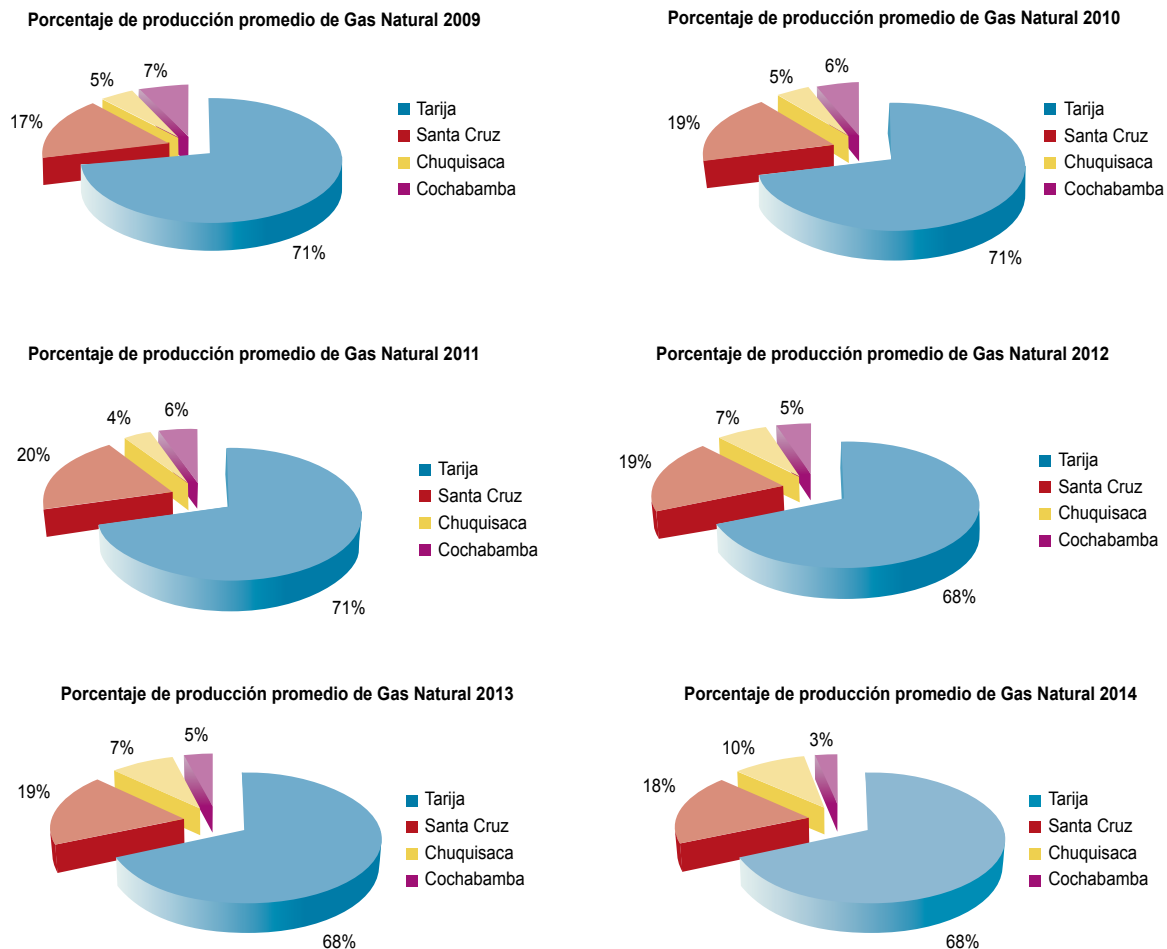 Porcentaje de producción promedio de Gas Natural 2009
7%
5%
17%
71%
Tarija
Santa Cruz
Chuquisaca
Cochabamba
Porcentaje de producción promedio de Gas Natural 2010
6%
5%
19%
71%
Tarija
Santa Cruz
Chuquisaca
Cochabamba
Porcentaje de producción promedio de Gas Natural 2011
6%
4%
20%
71%
Tarija
Santa Cruz
Chuquisaca
Cochabamba
Porcentaje de producción promedio de Gas Natural 2012
5%
7%
19%
68%
Tarija
Santa Cruz
Chuquisaca
Cochabamba
Porcentaje de producción promedio de Gas Natural 2013
5%
7%
19%
68%
Tarija
Santa Cruz
Chuquisaca
Cochabamba
Porcentaje de producción promedio de Gas Natural 2014
3%
10%
18%
68%
Tarija
Santa Cruz
Chuquisaca
Cochabamba